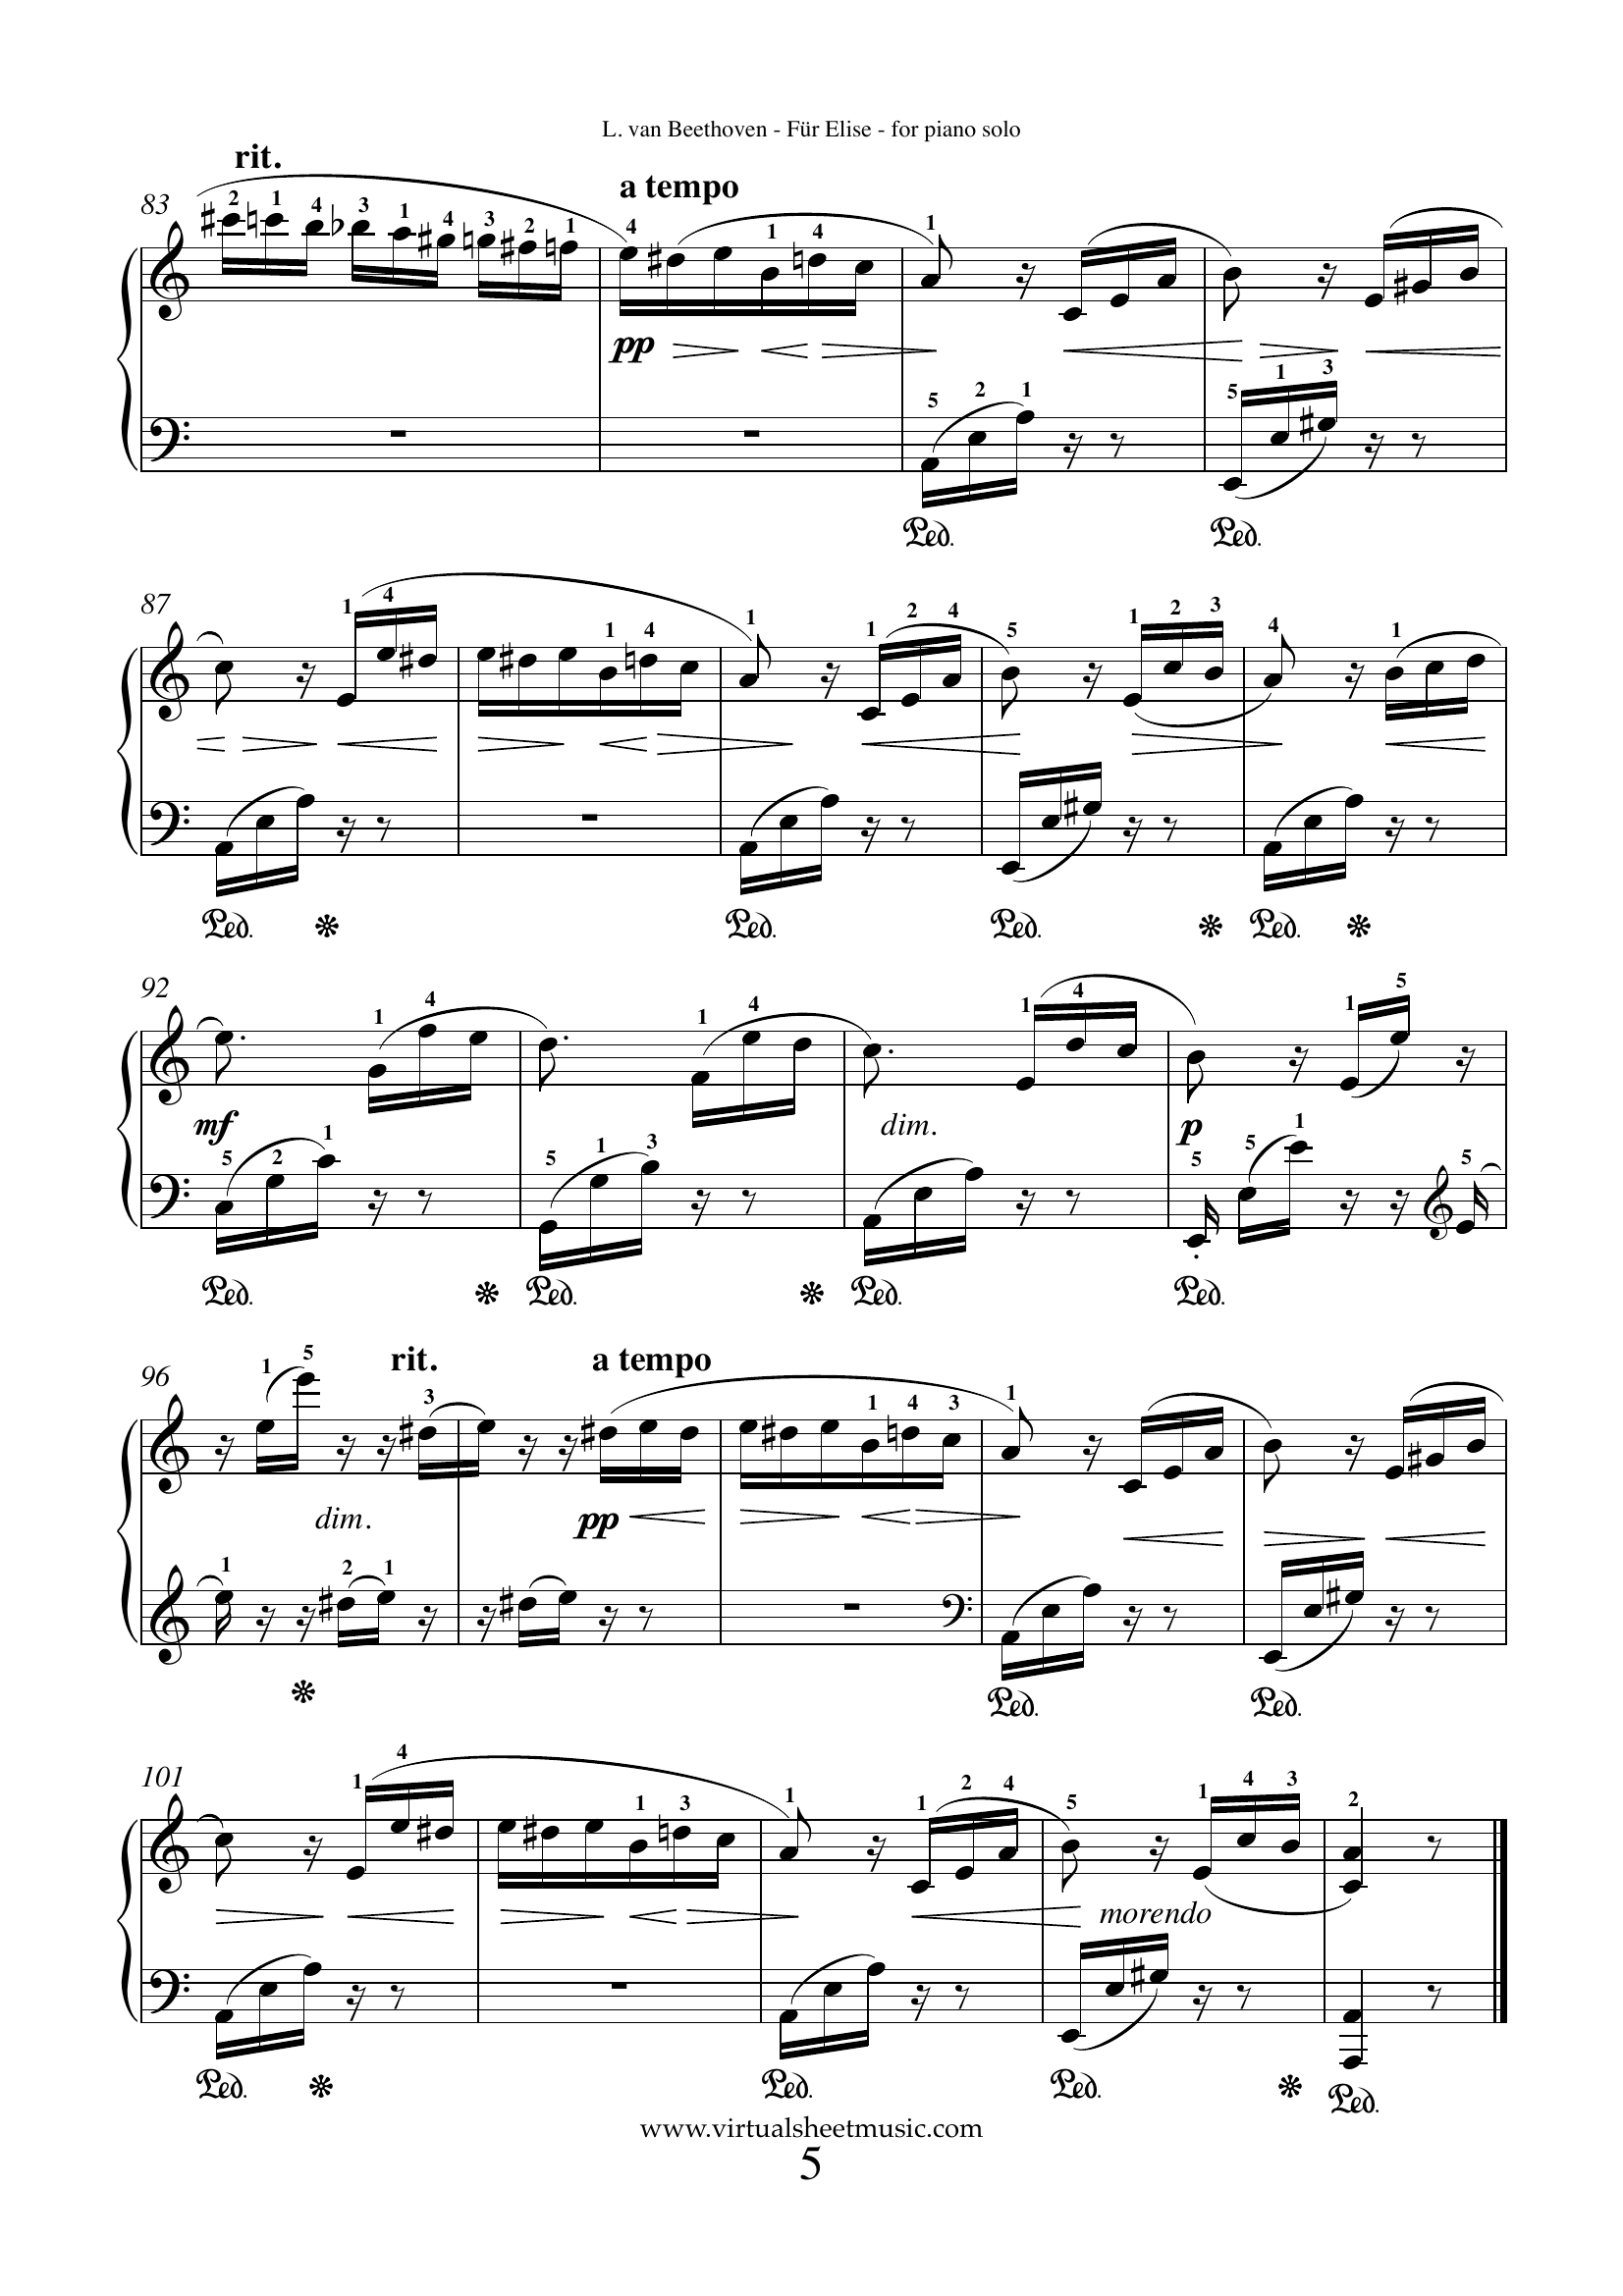 L. van Beethoven - Für Elise - for piano solo
rit.
a tempo
83
2 1 4 3 1 4 3 2 1 4 1 4 1
pp
5 2 1 5 1 3
Ped. Ped.
87
1 4 1 4 1 1 2 4 5 1 2 3 4 1
Ped. Ped. Ped. Ped.
92
1 4 1 4 1 4 1 5
mf dim. p
5 2 1 5 1 3 5 5 1 5
Ped. Ped. Ped. Ped.
rit. a tempo
96
1 5 3 1 4 3 1
dim. pp
1 2 1
Ped. Ped.
101
1 4 1 3 1 1 2 4 5 1 4 3 2
morendo
Ped. Ped. Ped. Ped.
www.virtualsheetmusic.com
5